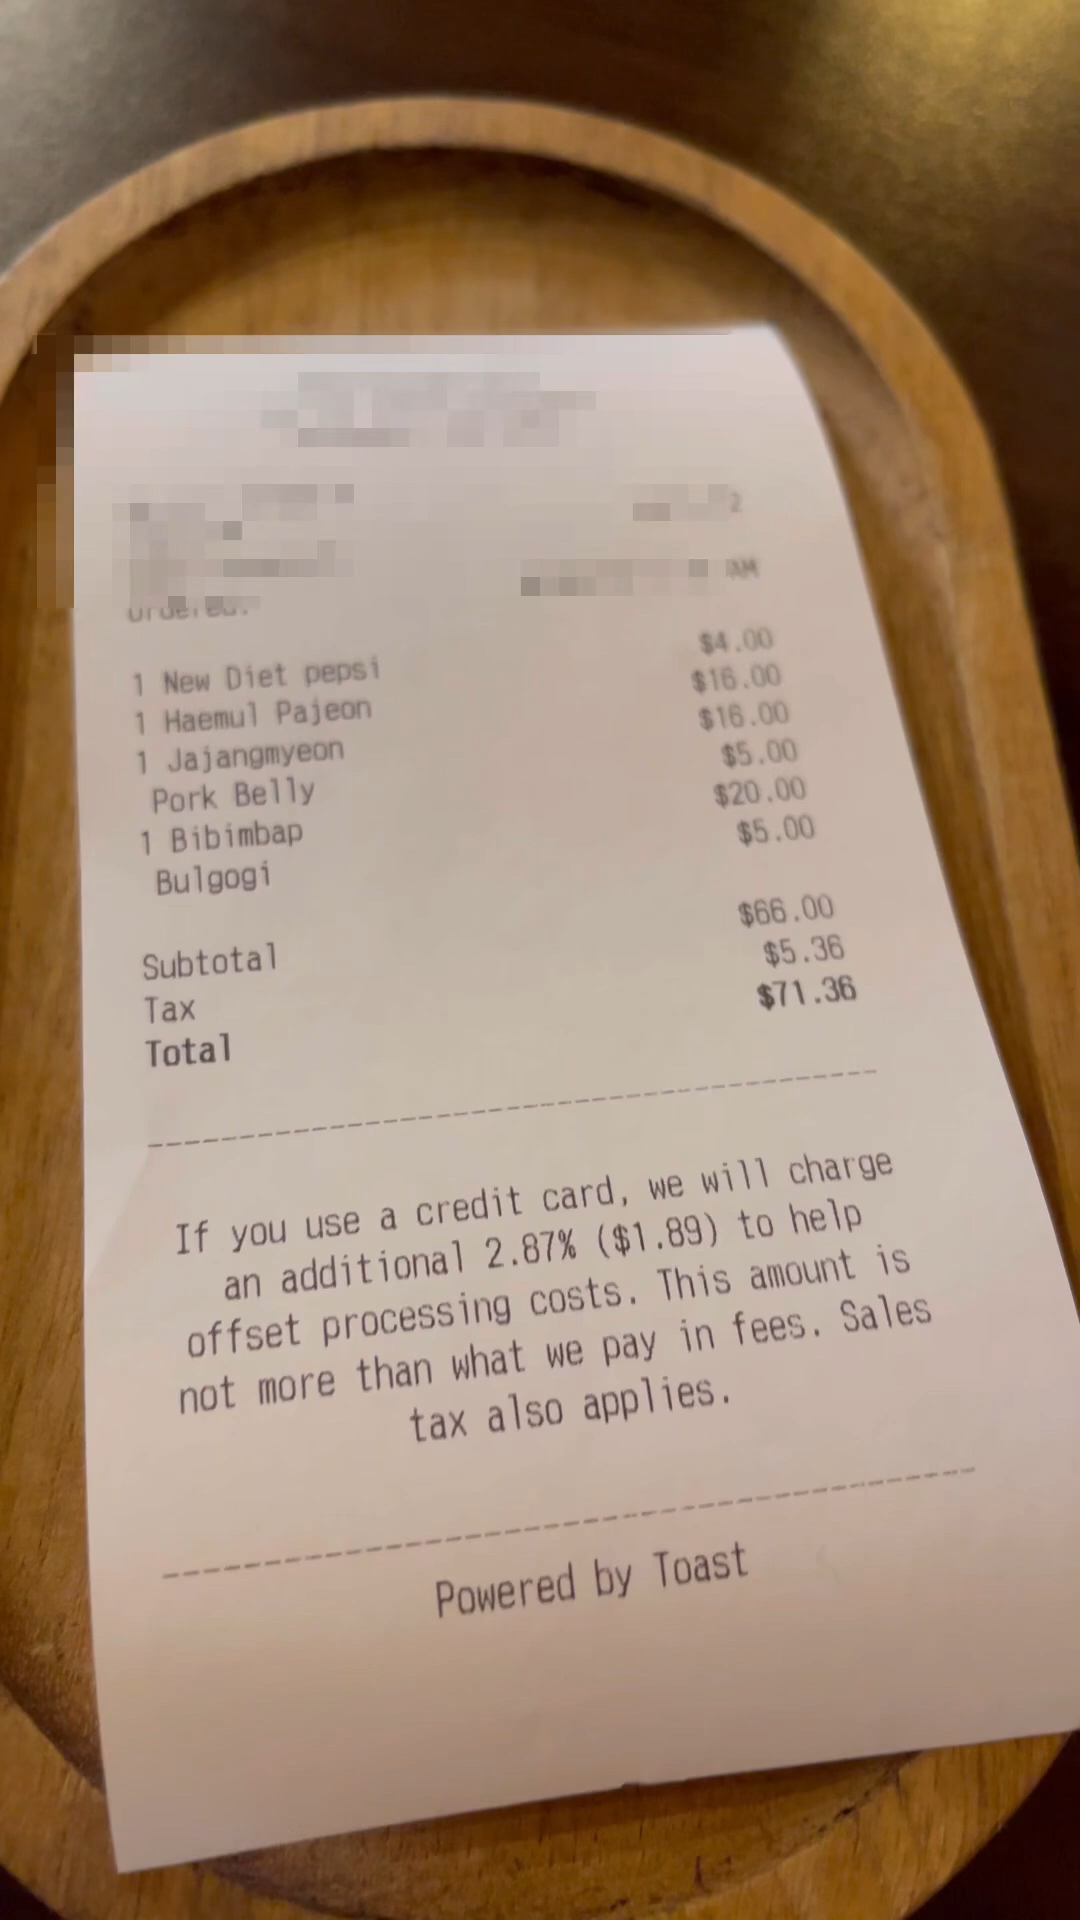 2
AM
Ordered:
1 New Diet pepsi $4.00
1 Haemul Pajeon $16.00
1 Jajangmyeon $16.00
Pork Belly $5.00
1 Bibimbap $20.00
Bulgogi $5.00
Subtotal $66.00
Tax $5.36
Total $71.36
If you use a credit card, we will charge
an additional 2.87% ($1.89) to help
offset processing costs. This amount is
not more than what we pay in fees. Sales
tax also applies.
Powered by Toast